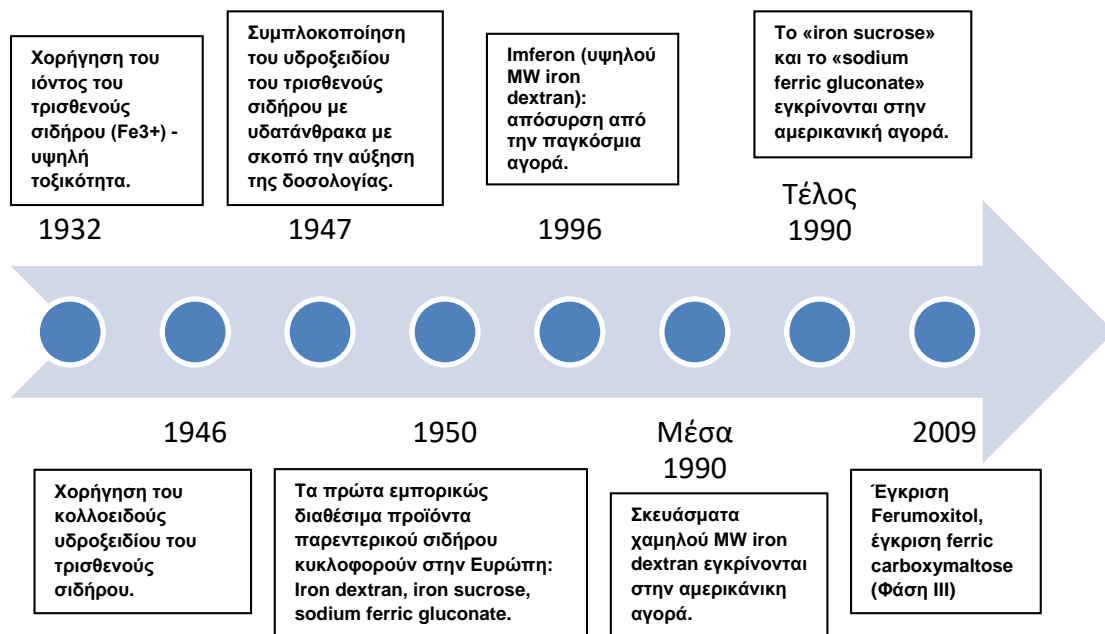 Χορήγηση του
ιόντος του
τρισθενούς
σιδήρου (Fe3+) -
υψηλή
τοξικότητα.
1932
Συμπλοκοποίηση
του υδροξειδίου
του τρισθενούς
σιδήρου με
υδατάνθρακα με
σκοπό την αύξηση
της δοσολογίας.
1947
Imferon (υψηλού
MW iron
dextran):
απόσυρση από
την παγκόσμια
αγορά.
1996
Το «iron sucrose»
και το «sodium
ferric gluconate»
εγκρίνονται στην
αμερικανική αγορά.
Τέλος
1990
1946
Χορήγηση του
κολλοειδούς
υδροξειδίου του
τρισθενούς
σιδήρου.
1950
Τα πρώτα εμπορικώς
διαθέσιμα προϊόντα
παρεντερικού σιδήρου
κυκλοφορούν στην Ευρώπη:
Iron dextran, iron sucrose,
sodium ferric gluconate.
Μέσα
1990
Σκευάσματα
χαμηλού MW iron
dextran εγκρίνονται
στην αμερικάνικη
αγορά.
2009
Έγκριση
Ferumoxitol,
έγκριση ferric
carboxymaltose
(Φάση ΙΙΙ)